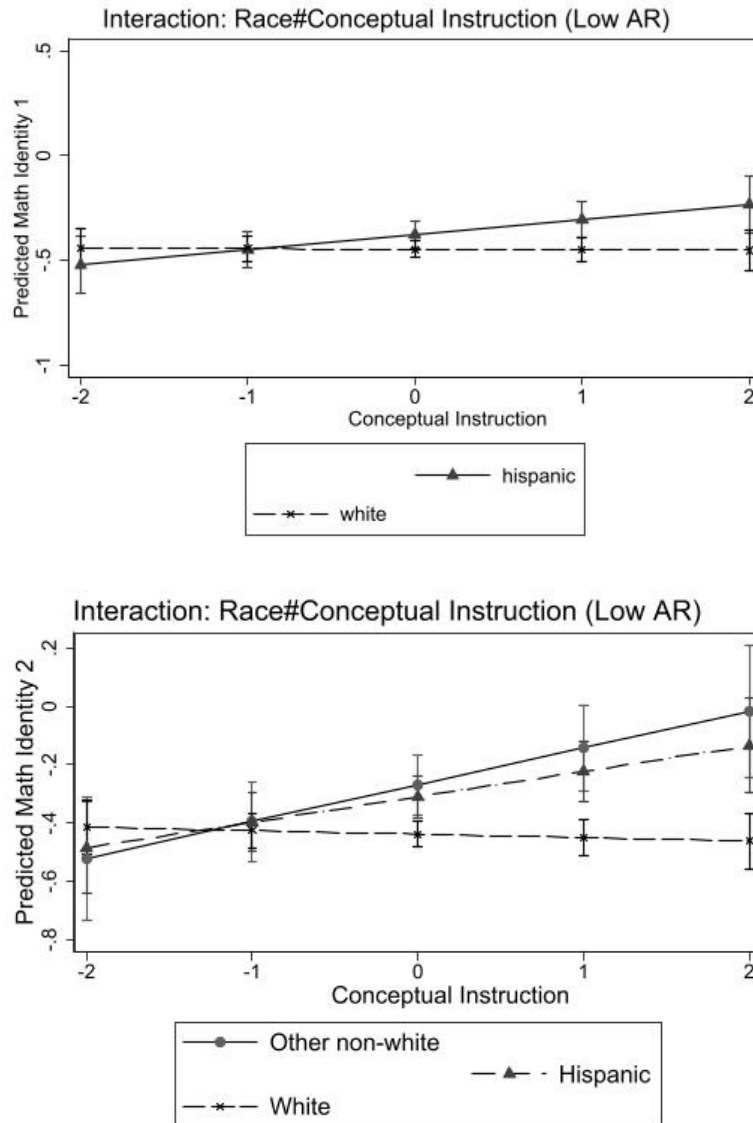 Interaction: Race#Conceptual Instruction (Low AR)
Predicted Math Identity 1
.5
0
-.5
-1
-2
-1
0
1
2
Conceptual Instruction
hispanic
white
Interaction: Race#Conceptual Instruction (Low AR)
Predicted Math Identity 2
.2
0
-.2
-.4
-.6
-.8
-2
-1
0
1
2
Conceptual Instruction
Other non-white
Hispanic
White